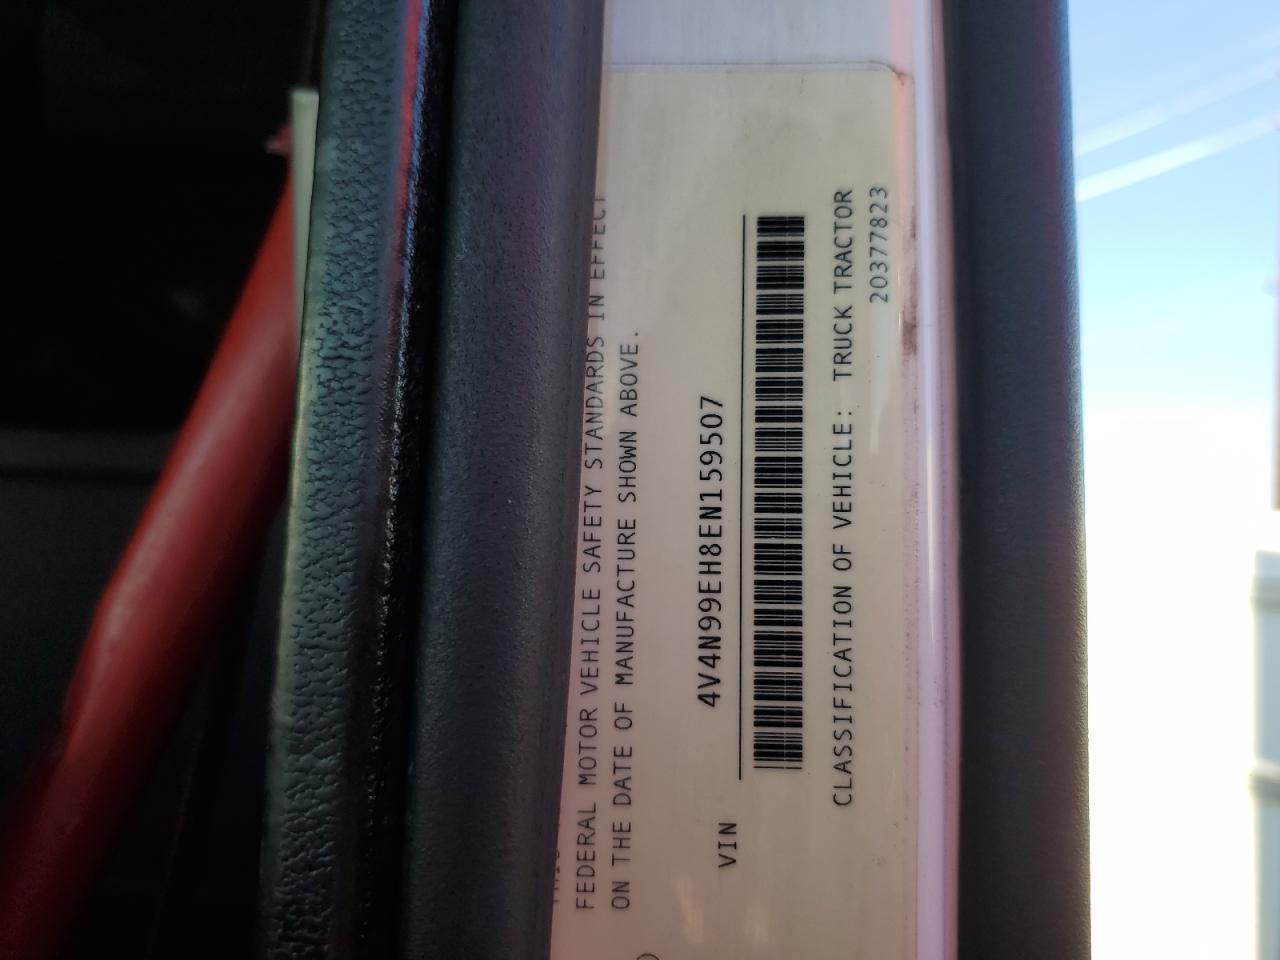 FEDERAL MOTOR VEHICLE SAFETY STANDARDS IN EFFECT
ON THE DATE OF MANUFACTURE SHOWN ABOVE.
VIN 4V4N99EH8EN159507
CLASSIFICATION OF VEHICLE: TRUCK TRACTOR
20377823